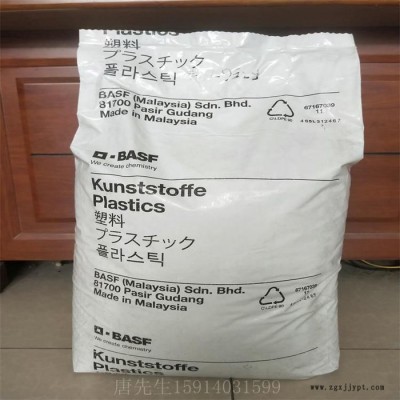 Plastics
塑料
プラスチック
플라스틱
BASF (Malaysia) Sdn. Bhd.
81700 Pasir Gudang
Made in Malaysia
BASF
We create chemistry
Kunststoffe
Plastics
塑料
プラスチック
플라스틱
BASF (Malaysia) Sdn. Bhd.
81700 Pasir Gudang
Made in Malaysia
BASF
We create chemistry
Kunststoffe
Plastics
唐先生15914031599
www.zgxjjypt.com